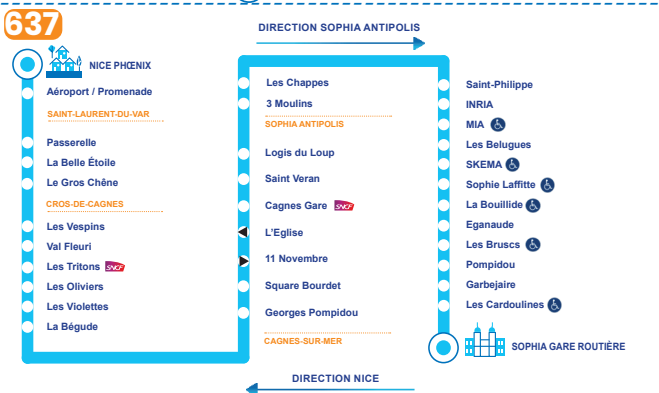 637
DIRECTION SOPHIA ANTIPOLIS
NICE PHŒNIX
Aéroport / Promenade
SAINT-LAURENT-DU-VAR
Passerelle
La Belle Étoile
Le Gros Chêne
CROS-DE-CAGNES
Les Vespins
Val Fleuri
Les Tritons SNCF
Les Oliviers
Les Violettes
La Bégude
Les Chappes
3 Moulins
SOPHIA ANTIPOLIS
Logis du Loup
Saint Veran
Cagnes Gare SNCF
L'Eglise
11 Novembre
Square Bourdet
Georges Pompidou
CAGNES-SUR-MER
Saint-Philippe
INRIA
MIA
Les Belugues
SKEMA
Sophie Laffitte
La Bouillide
Eganaude
Les Bruscs
Pompidou
Garbejaire
Les Cardoulines
SOPHIA GARE ROUTIÈRE
DIRECTION NICE